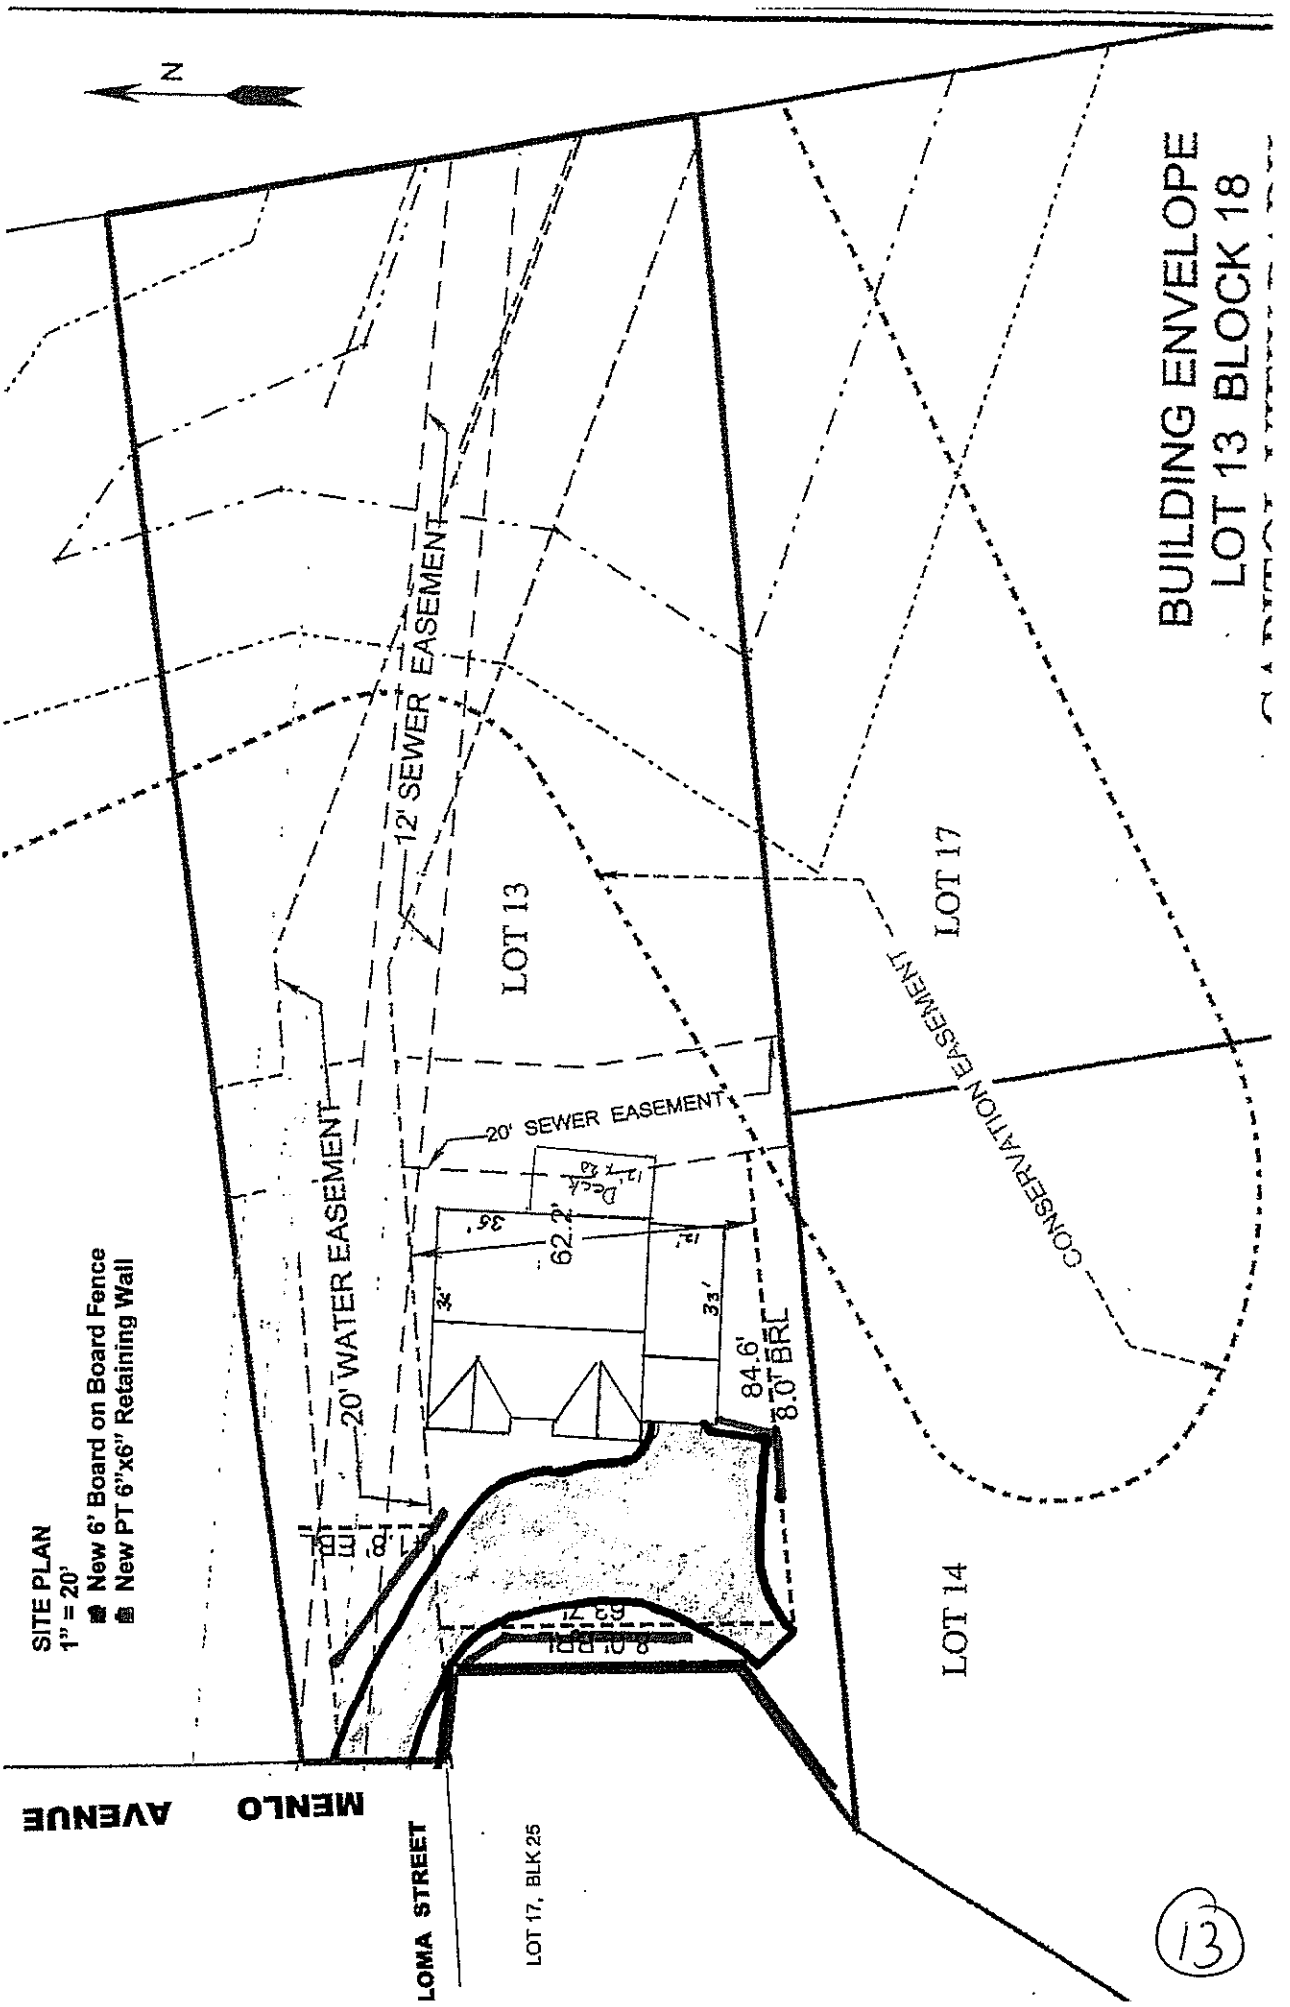 SITE PLAN
1" = 20'
New 6' Board on Board Fence
New PT 6"x6" Retaining Wall
N
MENLO AVENUE
LOMA STREET
LOT 17, BLK 25
20' WATER EASEMENT
12' SEWER EASEMENT
LOT 13
20' SEWER EASEMENT
Deck
12' x 20
62.2'
12'
33'
84.6'
8.0' BRL
63.7'
8.0' BRL
LOT 17
CONSERVATION EASEMENT
LOT 14
BUILDING ENVELOPE
LOT 13 BLOCK 18
13